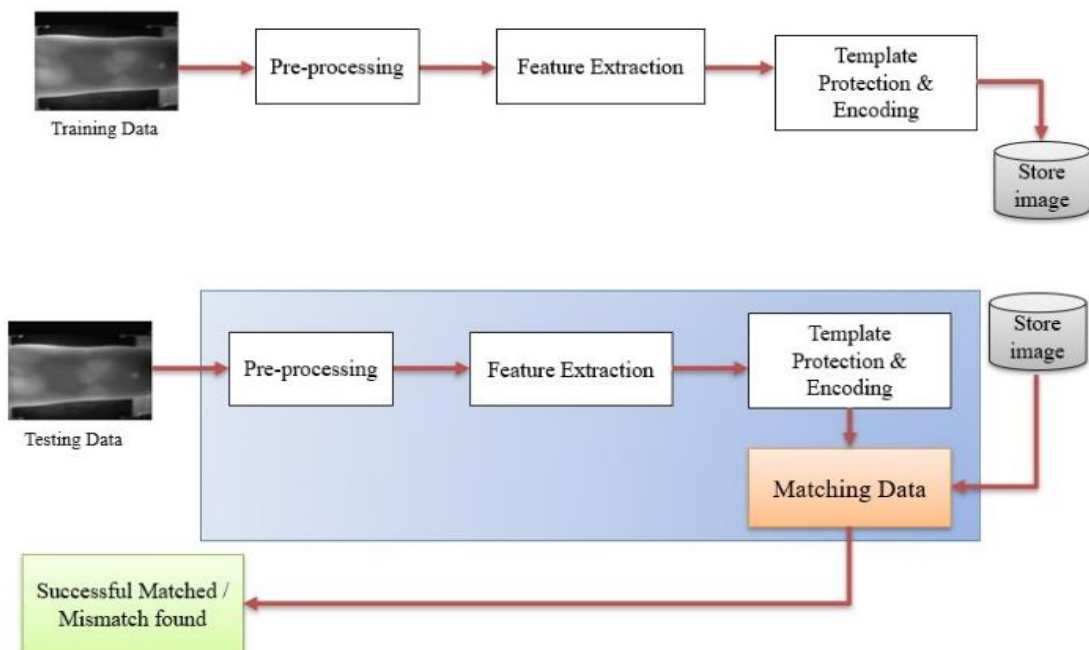 Training Data
Pre-processing
Feature Extraction
Template
Protection &
Encoding
Store
image
Testing Data
Pre-processing
Feature Extraction
Template
Protection &
Encoding
Store
image
Matching Data
Successful Matched /
Mismatch found